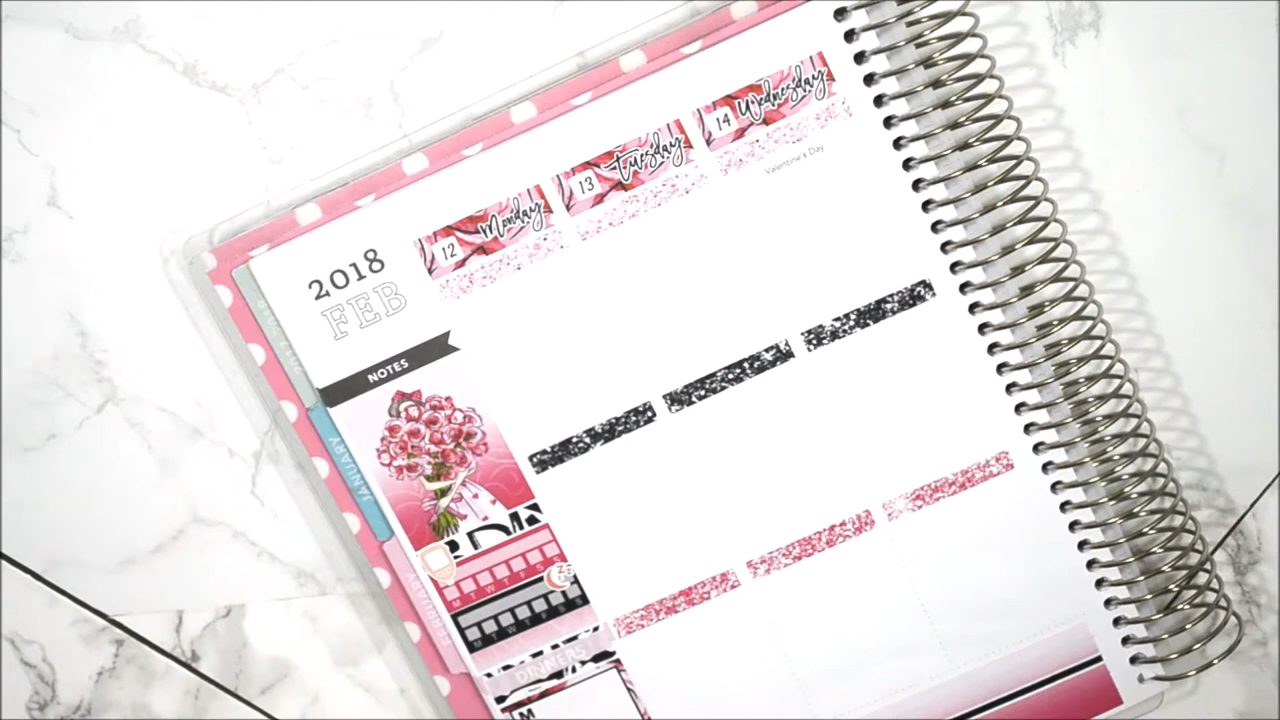 2018
FEB
12 Monday
13 Tuesday
14 Wednesday
Valentine's Day
NOTES
JANUARY
FEBRUARY
M T W T F S S
M T W T F S S
DINNERS
M